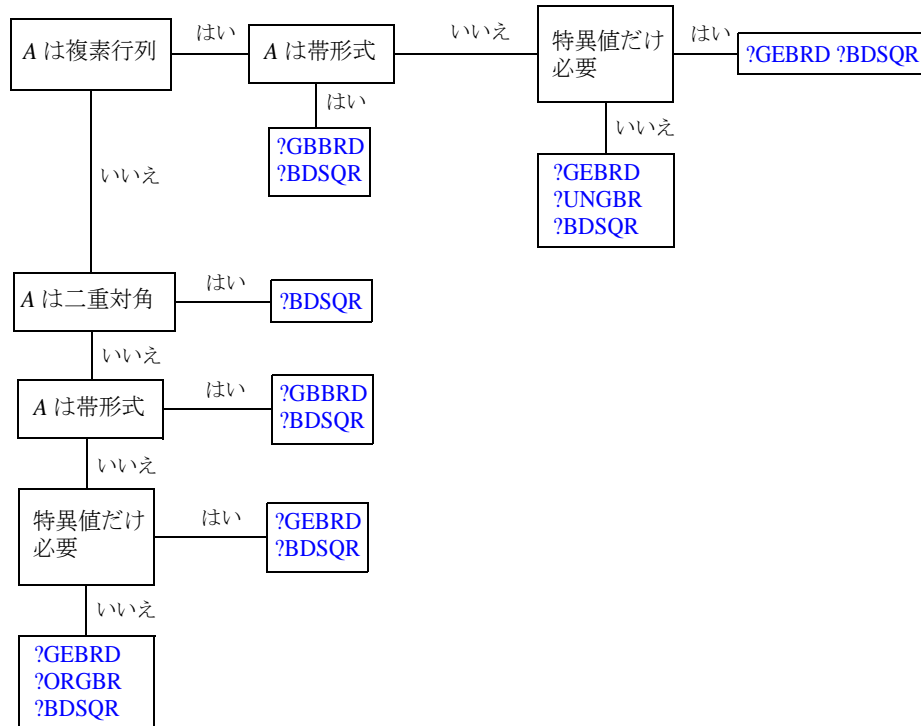 A は複素行列
はい
A は帯形式
いいえ
特異値だけ
必要
はい
?GEBRD ?BDSQR
はい
?GBBRD
?BDSQR
いいえ
?GEBRD
?UNGBR
?BDSQR
いいえ
A は二重対角
はい
?BDSQR
いいえ
A は帯形式
はい
?GBBRD
?BDSQR
いいえ
特異値だけ
必要
はい
?GEBRD
?BDSQR
いいえ
?GEBRD
?ORGBR
?BDSQR